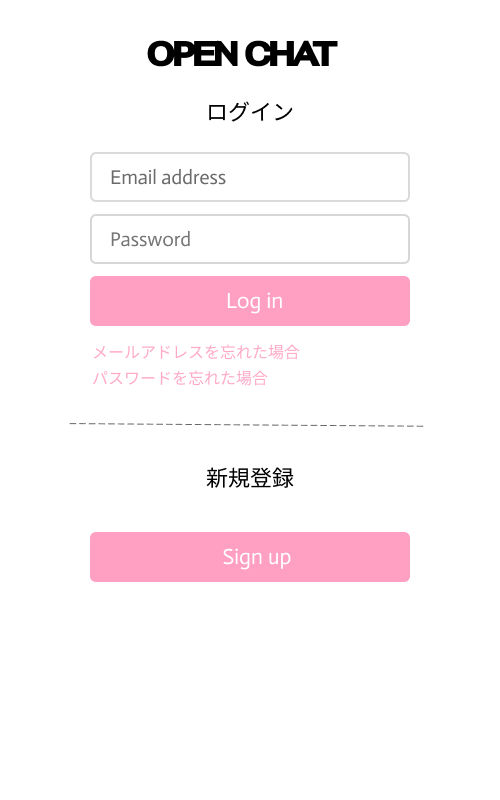 OPEN CHAT
ログイン
Email address
Password
Log in
メールアドレスを忘れた場合
パスワードを忘れた場合
新規登録
Sign up